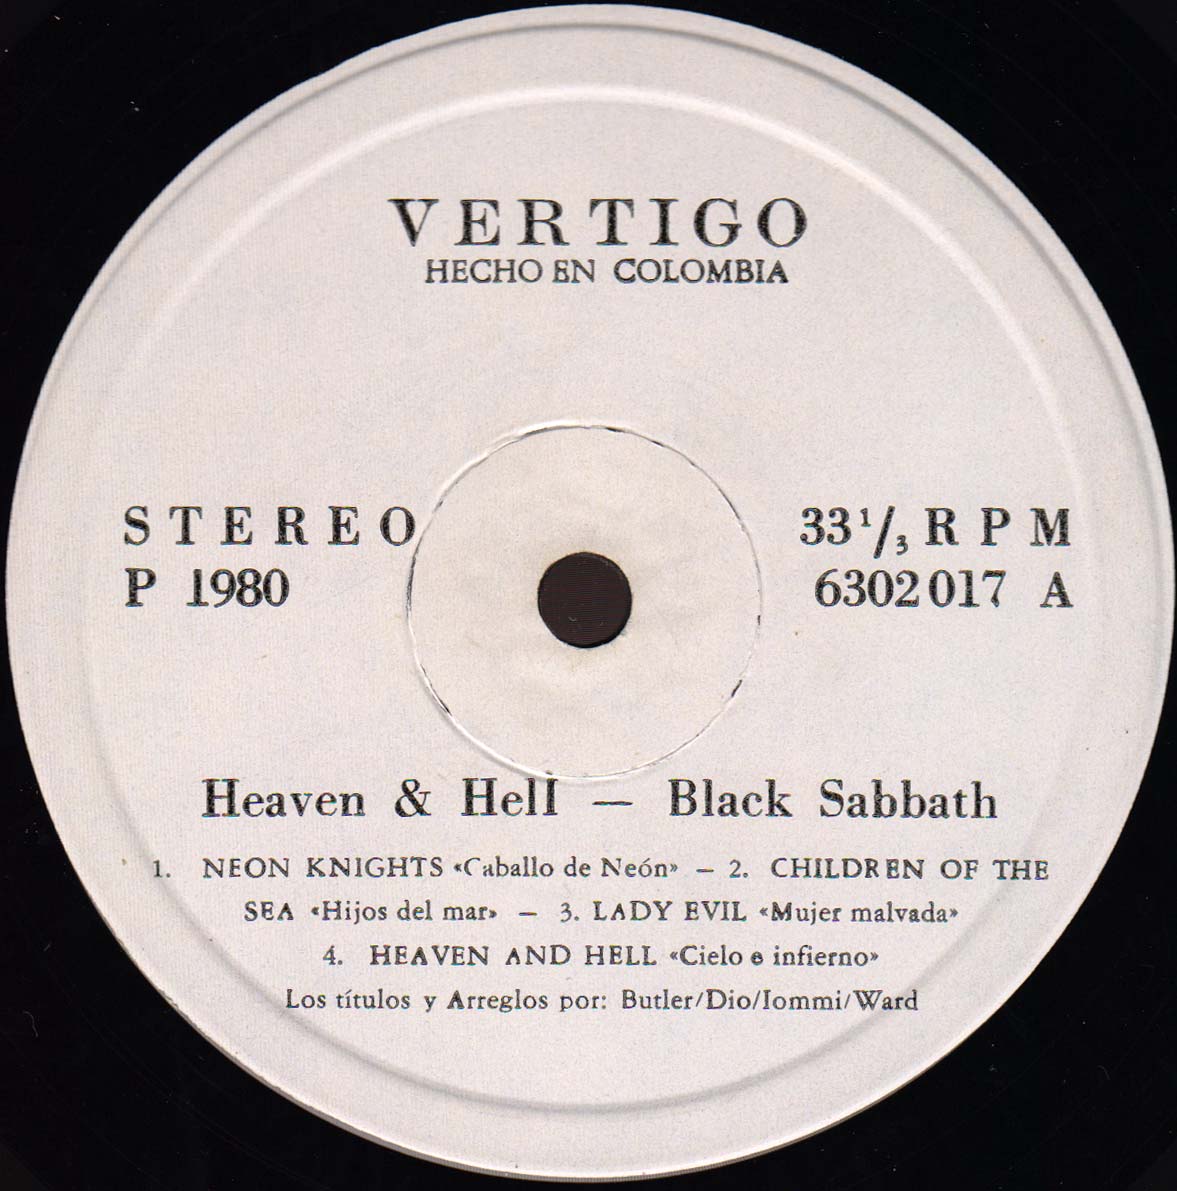 VERTIGO
HECHO EN COLOMBIA
STEREO
33 1/3 RPM
P 1980
6302017 A
Heaven & Hell — Black Sabbath
1. NEON KNIGHTS «Caballo de Neón» – 2. CHILDREN OF THE
SEA «Hijos del mar» – 3. LADY EVIL «Mujer malvada»
4. HEAVEN AND HELL «Cielo e infierno»
Los títulos y Arreglos por: Butler/Dio/Iommi/Ward